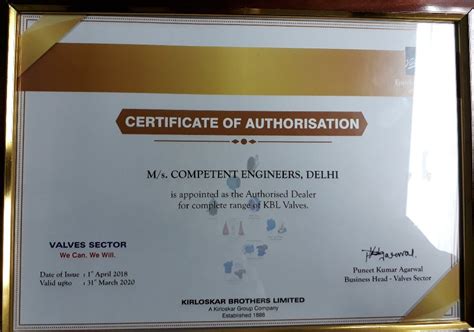 CERTIFICATE OF AUTHORISATION
M/s. COMPETENT ENGINEERS, DELHI
is appointed as the Authorised Dealer
for complete range of KBL Valves.
VALVES SECTOR
We Can. We Will.
Date of Issue : 1st April 2018
Valid upto : 31st March 2020
Puneet Kumar Agarwal
Business Head - Valves Sector
KIRLOSKAR BROTHERS LIMITED
A Kirloskar Group Company
Established 1888